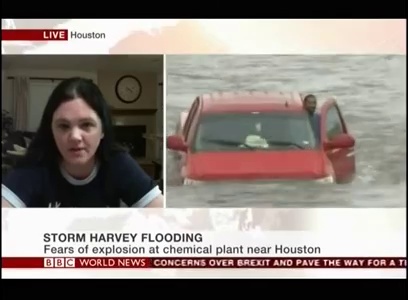 LIVE Houston
STORM HARVEY FLOODING
Fears of explosion at chemical plant near Houston
BBC WORLD NEWS CONCERNS OVER BREXIT AND PAVE THE WAY FOR A T